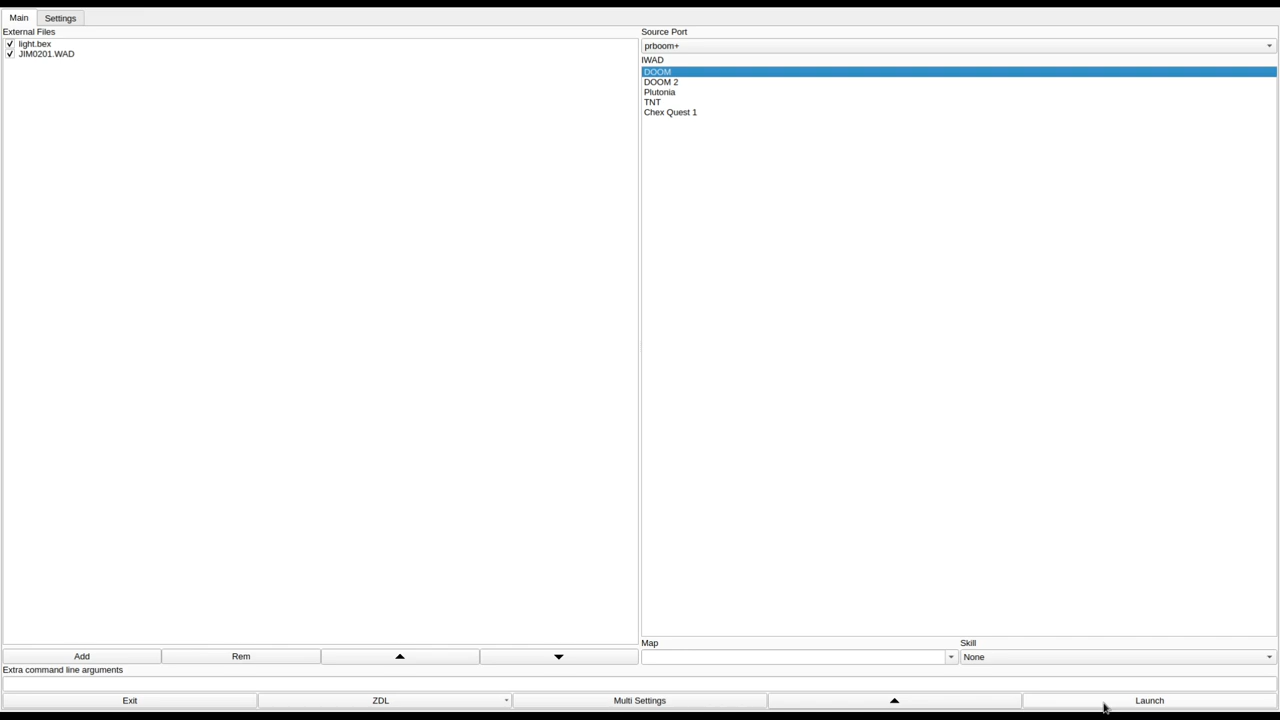 Main Settings
External Files
light.bex
JIM0201.WAD
Source Port
prboom+
IWAD
DOOM
DOOM 2
Plutonia
TNT
Chex Quest 1
Add Rem
Map Skill
None
Extra command line arguments
Exit ZDL Multi Settings Launch